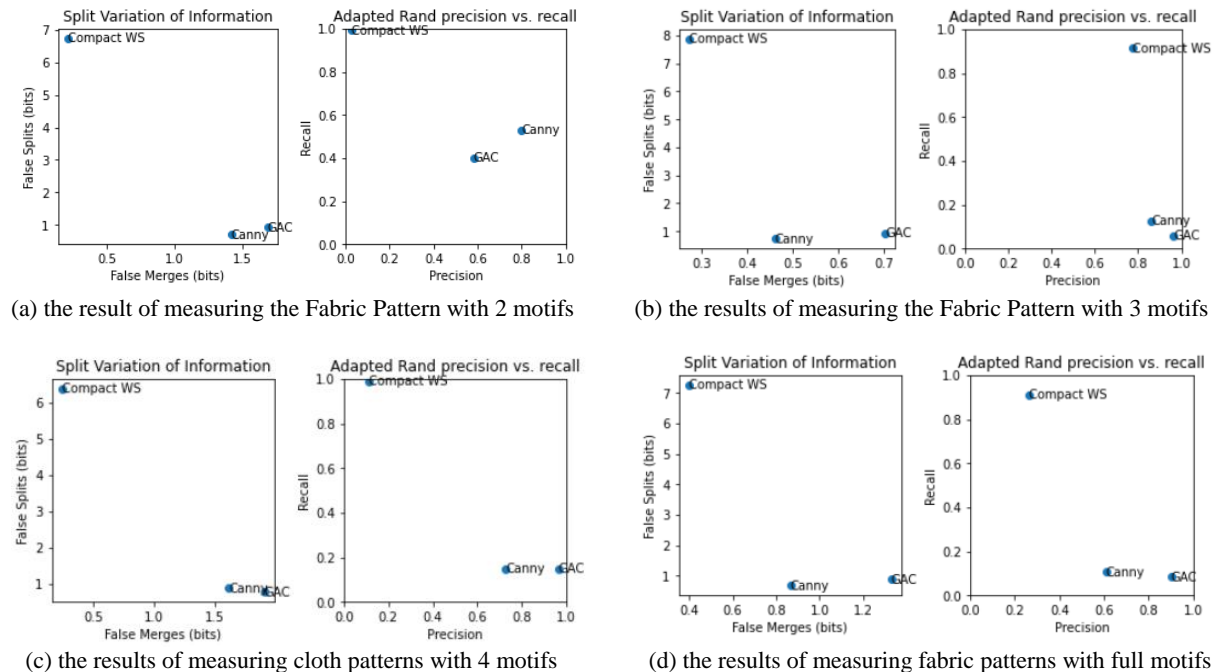 Split Variation of Information
7
6
5
4
3
2
1
False Splits (bits)
0.5
1.0
1.5
False Merges (bits)
Compact WS
Canny
GAC
Adapted Rand precision vs. recall
1.0
0.8
0.6
0.4
0.2
0.0
Recall
0.0
0.2
0.4
0.6
0.8
1.0
Precision
Compact WS
Canny
GAC
(a) the result of measuring the Fabric Pattern with 2 motifs
Split Variation of Information
8
7
6
5
4
3
2
1
False Splits (bits)
0.3
0.4
0.5
0.6
0.7
False Merges (bits)
Compact WS
Canny
GAC
Adapted Rand precision vs. recall
1.0
0.8
0.6
0.4
0.2
0.0
Recall
0.0
0.2
0.4
0.6
0.8
1.0
Precision
Compact WS
Canny
GAC
(b) the results of measuring the Fabric Pattern with 3 motifs
Split Variation of Information
6
5
4
3
2
1
False Splits (bits)
0.5
1.0
1.5
False Merges (bits)
Compact WS
Canny
GAC
Adapted Rand precision vs. recall
1.0
0.8
0.6
0.4
0.2
0.0
Recall
0.0
0.2
0.4
0.6
0.8
1.0
Precision
Compact WS
Canny
GAC
(c) the results of measuring cloth patterns with 4 motifs
Split Variation of Information
7
6
5
4
3
2
1
False Splits (bits)
0.4
0.6
0.8
1.0
1.2
False Merges (bits)
Compact WS
Canny
GAC
Adapted Rand precision vs. recall
1.0
0.8
0.6
0.4
0.2
0.0
Recall
0.0
0.2
0.4
0.6
0.8
1.0
Precision
Compact WS
Canny
GAC
(d) the results of measuring fabric patterns with full motifs